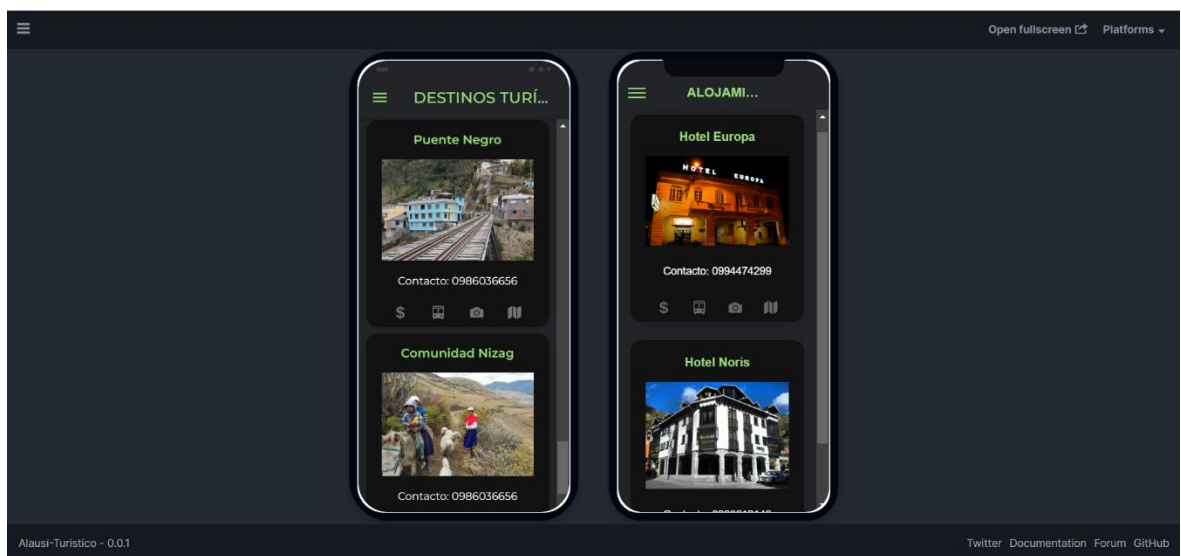 Open fullscreen Platforms
DESTINOS TURÍ...
Puente Negro
Contacto: 0986036656
$
Comunidad Nizag
Contacto: 0986036656
ALOJAMI...
Hotel Europa
HOTEL EUROPA
Contacto: 0994474299
$
Hotel Noris
Alausí-Turistico - 0.0.1
Twitter Documentation Forum GitHub